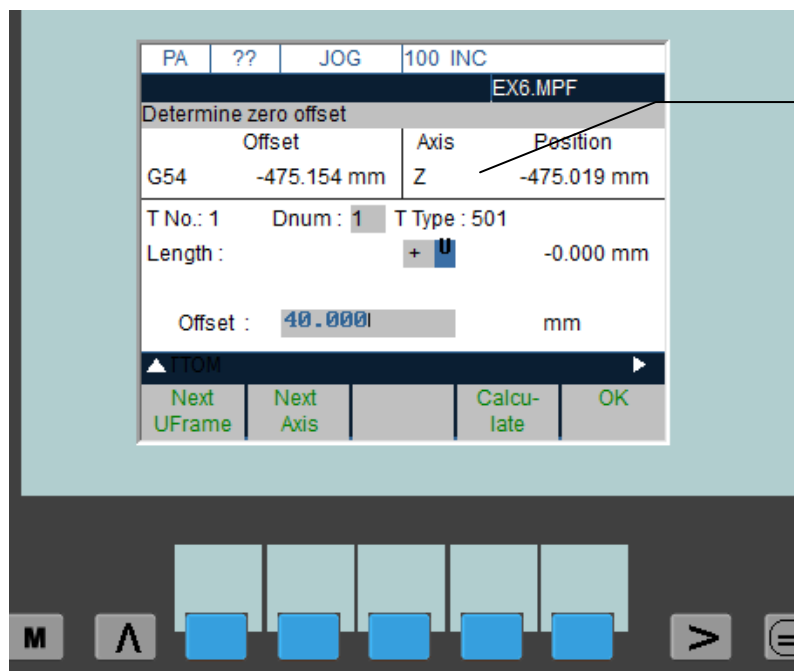 PA ?? JOG 100 INC
EX6.MPF
Determine zero offset
Offset Axis Position
G54 -475.154 mm Z -475.019 mm
T No.: 1 Dnum : 1 T Type : 501
Length : + U -0.000 mm
Offset : 40.000 mm
TTOM
Next UFrame
Next Axis
Calcu-late
OK
M Λ > =